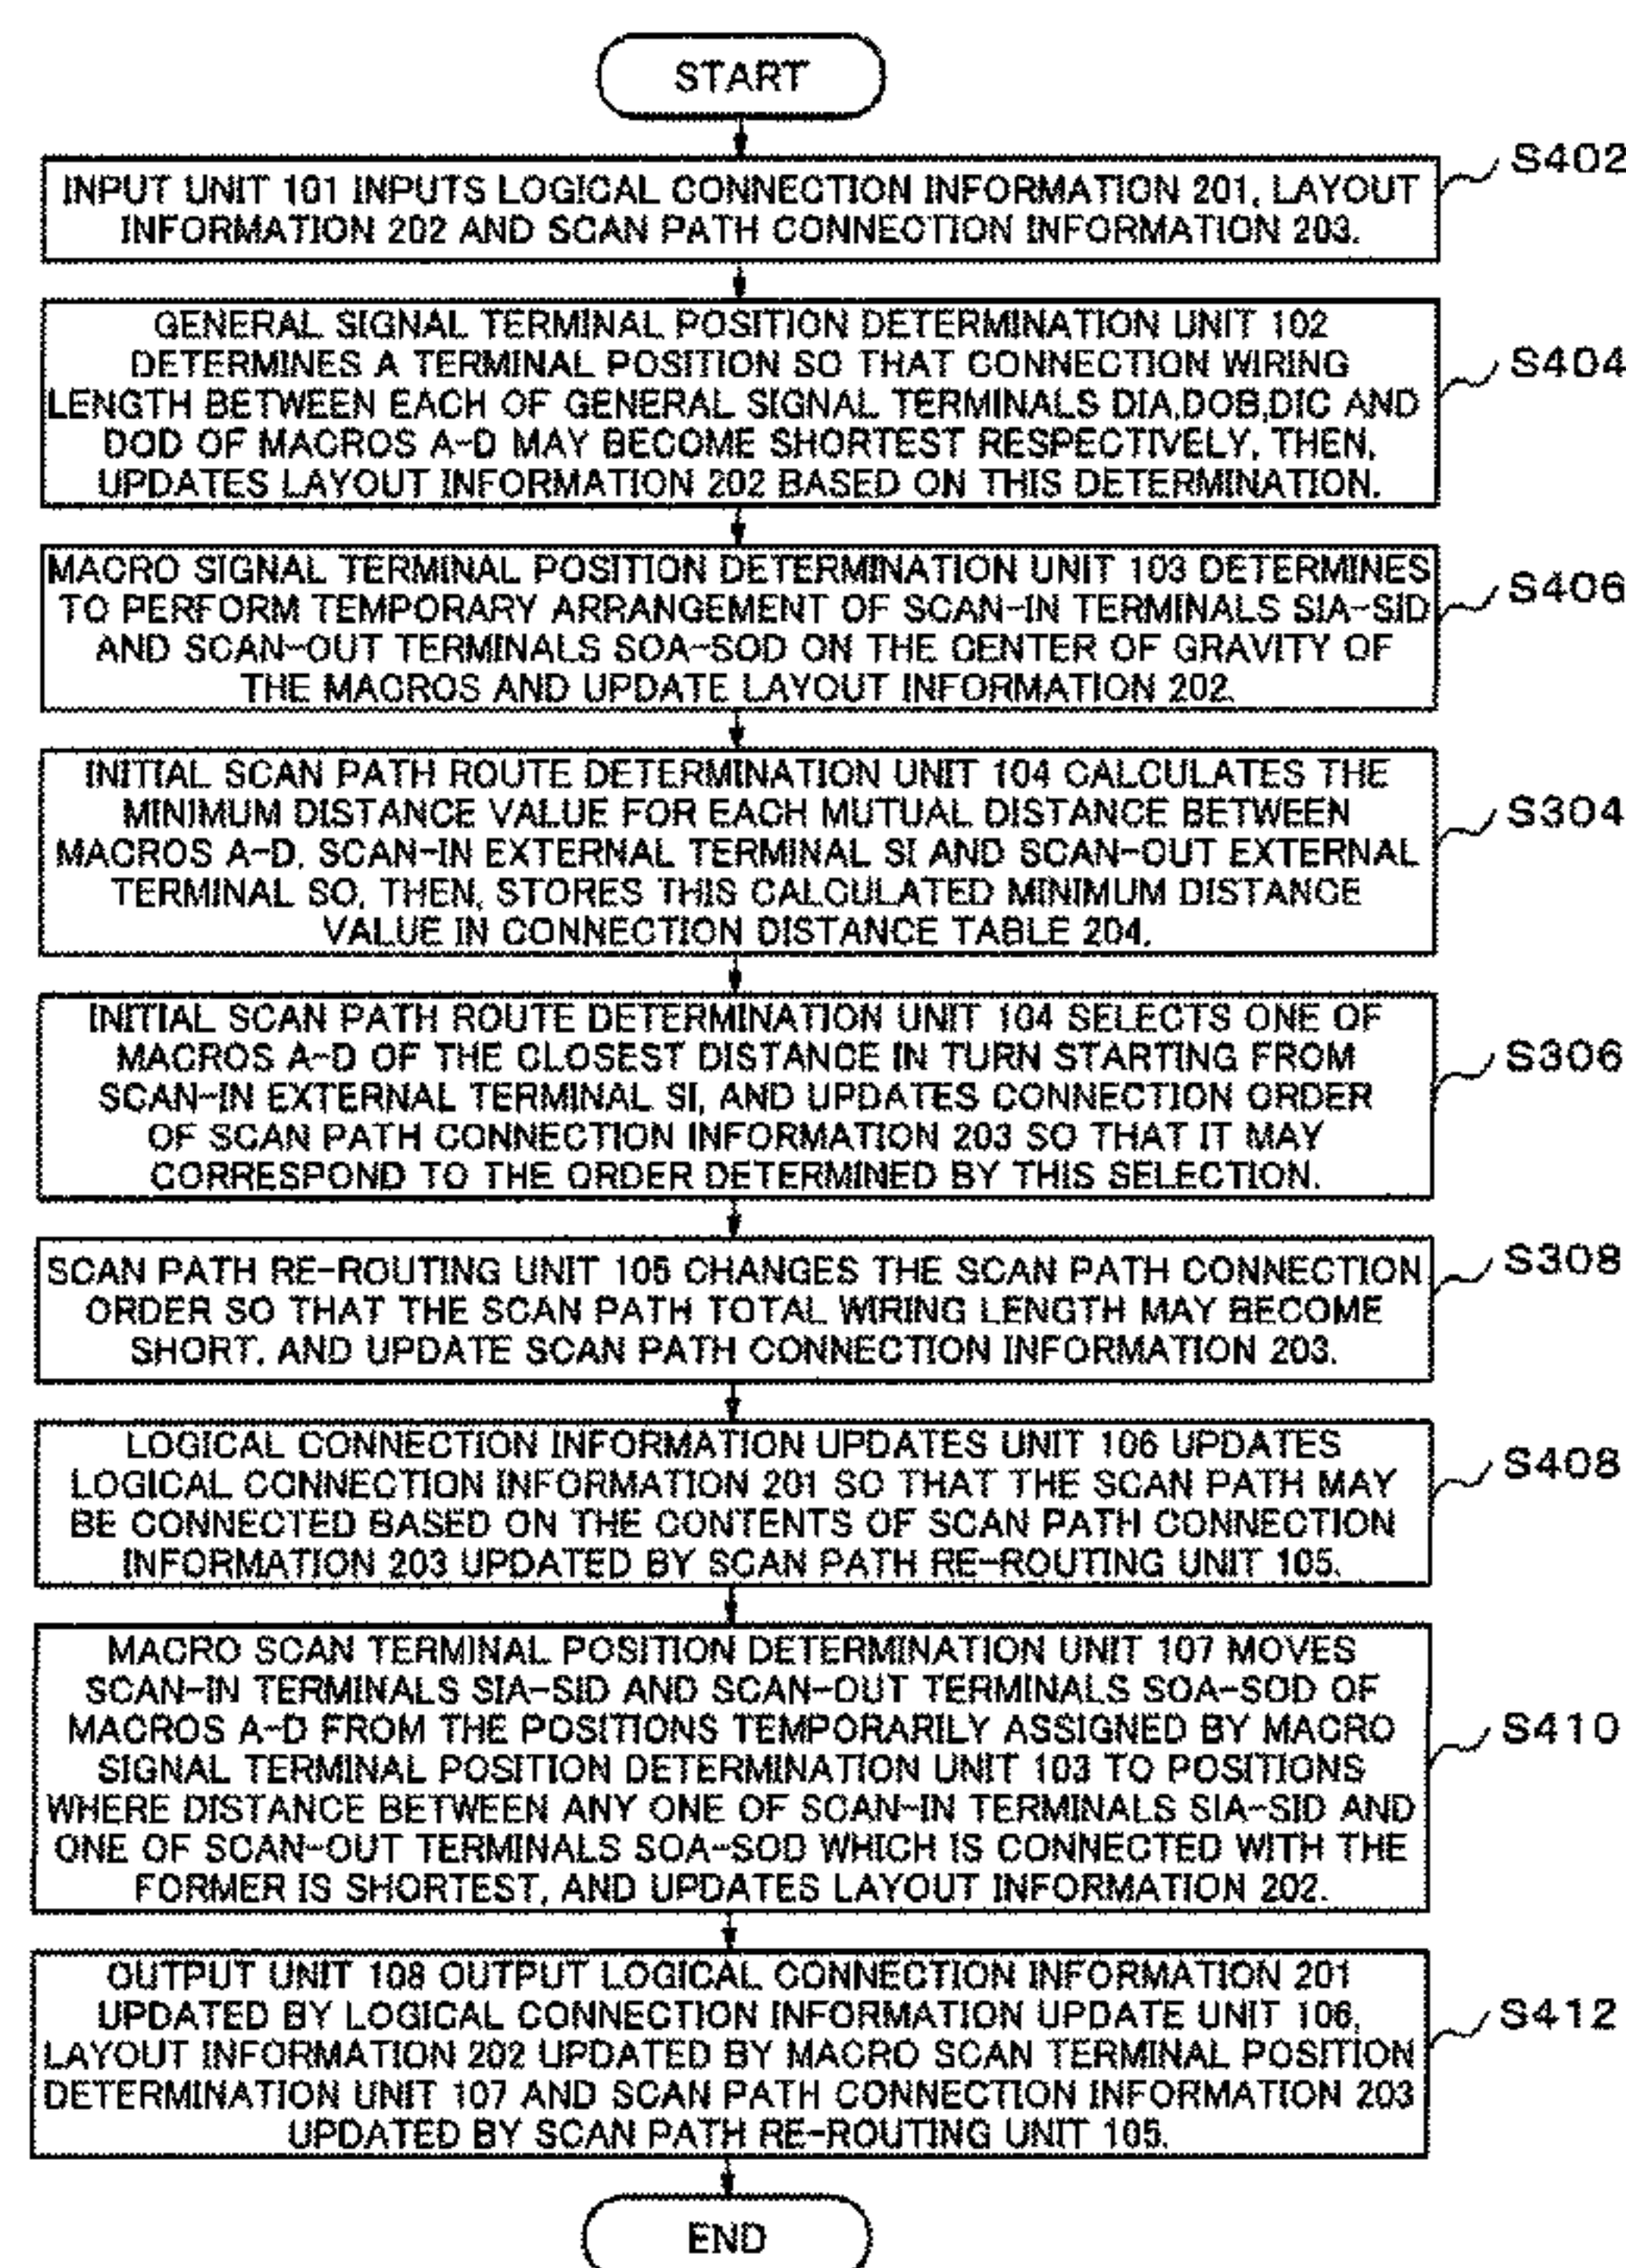 START
S402
INPUT UNIT 101 INPUTS LOGICAL CONNECTION INFORMATION 201, LAYOUT
INFORMATION 202 AND SCAN PATH CONNECTION INFORMATION 203.
GENERAL SIGNAL TERMINAL POSITION DETERMINATION UNIT 102
DETERMINES A TERMINAL POSITION SO THAT CONNECTION WIRING
S404
LENGTH BETWEEN EACH OF GENERAL SIGNAL TERMINALS DIA,DOB,DIC AND
DOD OF MACROS A-D MAY BECOME SHORTEST RESPECTIVELY, THEN,
UPDATES LAYOUT INFORMATION 202 BASED ON THIS DETERMINATION.
MACRO SIGNAL TERMINAL POSITION DETERMINATION UNIT 103 DETERMINES
S406
TO PERFORM TEMPORARY ARRANGEMENT OF SCAN-IN TERMINALS SIA-SID
AND SCAN-OUT TERMINALS SOA-SOD ON THE CENTER OF GRAVITY OF
THE MACROS AND UPDATE LAYOUT INFORMATION 202.
INITIAL SCAN PATH ROUTE DETERMINATION UNIT 104 CALCULATES THE
MINIMUM DISTANCE VALUE FOR EACH MUTUAL DISTANCE BETWEEN
S304
MACROS A-D, SCAN-IN EXTERNAL TERMINAL SI AND SCAN-OUT EXTERNAL
TERMINAL SO, THEN, STORES THIS CALCULATED MINIMUM DISTANCE
VALUE IN CONNECTION DISTANCE TABLE 204.
INITIAL SCAN PATH ROUTE DETERMINATION UNIT 104 SELECTS ONE OF
MACROS A-D OF THE CLOSEST DISTANCE IN TURN STARTING FROM
S306
SCAN-IN EXTERNAL TERMINAL SI, AND UPDATES CONNECTION ORDER
OF SCAN PATH CONNECTION INFORMATION 203 SO THAT IT MAY
CORRESPOND TO THE ORDER DETERMINED BY THIS SELECTION.
S308
SCAN PATH RE-ROUTING UNIT 105 CHANGES THE SCAN PATH CONNECTION
ORDER SO THAT THE SCAN PATH TOTAL WIRING LENGTH MAY BECOME
SHORT, AND UPDATE SCAN PATH CONNECTION INFORMATION 203.
LOGICAL CONNECTION INFORMATION UPDATES UNIT 106 UPDATES
S408
LOGICAL CONNECTION INFORMATION 201 SO THAT THE SCAN PATH MAY
BE CONNECTED BASED ON THE CONTENTS OF SCAN PATH CONNECTION
INFORMATION 203 UPDATED BY SCAN PATH RE-ROUTING UNIT 105.
MACRO SCAN TERMINAL POSITION DETERMINATION UNIT 107 MOVES
SCAN-IN TERMINALS SIA-SID AND SCAN-OUT TERMINALS SOA-SOD OF
MACROS A-D FROM THE POSITIONS TEMPORARILY ASSIGNED BY MACRO
S410
SIGNAL TERMINAL POSITION DETERMINATION UNIT 103 TO POSITIONS
WHERE DISTANCE BETWEEN ANY ONE OF SCAN-IN TERMINALS SIA-SID AND
ONE OF SCAN-OUT TERMINALS SOA-SOD WHICH IS CONNECTED WITH THE
FORMER IS SHORTEST, AND UPDATES LAYOUT INFORMATION 202.
OUTPUT UNIT 108 OUTPUT LOGICAL CONNECTION INFORMATION 201
UPDATED BY LOGICAL CONNECTION INFORMATION UPDATE UNIT 106,
S412
LAYOUT INFORMATION 202 UPDATED BY MACRO SCAN TERMINAL POSITION
DETERMINATION UNIT 107 AND SCAN PATH CONNECTION INFORMATION 203
UPDATED BY SCAN PATH RE-ROUTING UNIT 105.
END